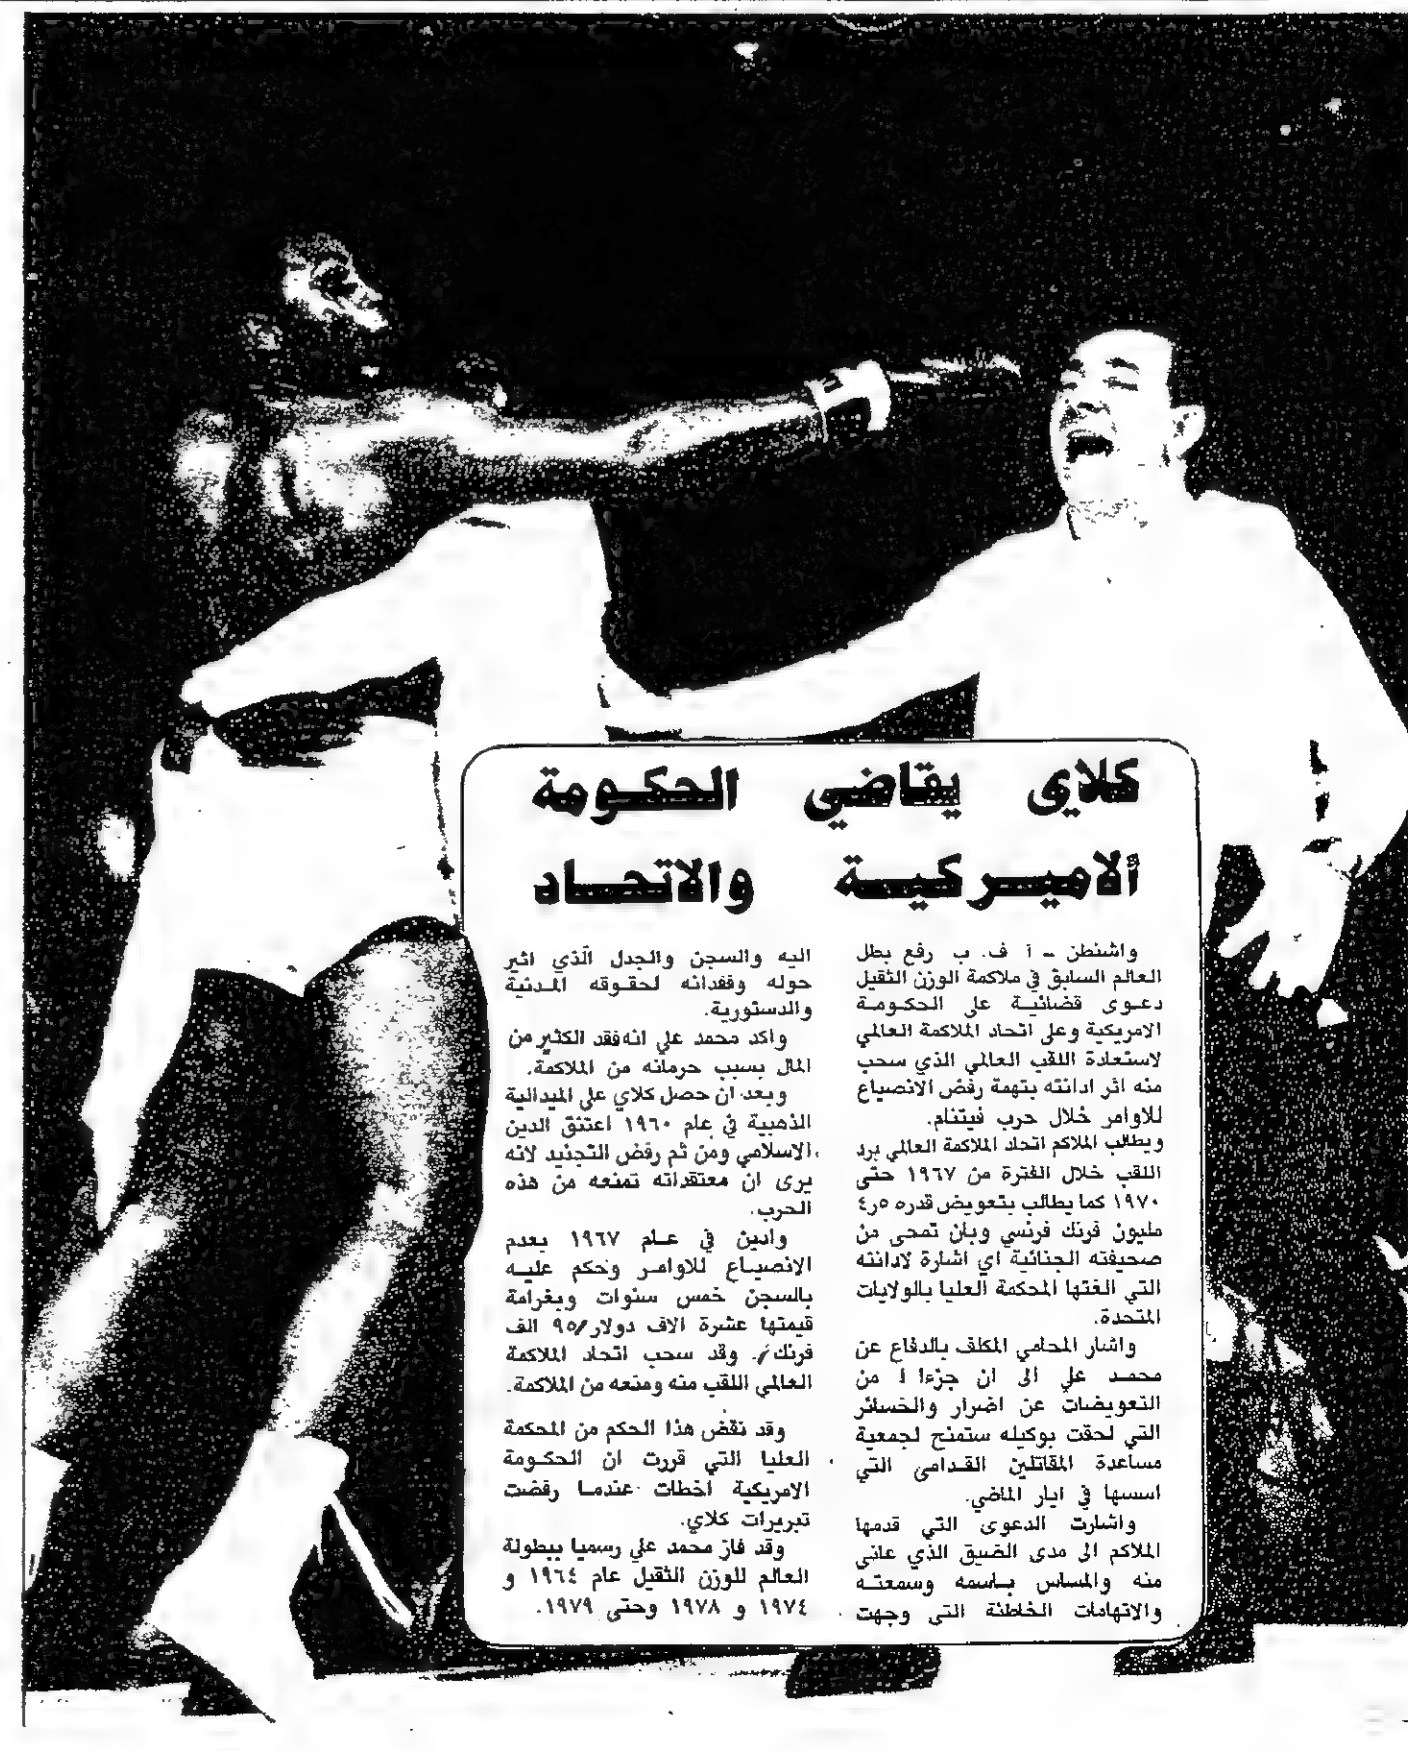 كلاي يقاضي الحكومة
ألاميركية والاتحاد
واشنطن - أ ف. ب رفع بطل
العالم السابق في ملاكمة الوزن الثقيل
دعوى قضائية على الحكومة
الامريكية وعلى اتحاد الملاكمة العالمي
لاستعادة اللقب العالمي الذي سحب
منه اثر ادانته بتهمة رفض الانصياع
للاوامر خلال حرب فيتنام.
ويطالب الملاكم اتحاد الملاكمة العالمي برد
اللقب خلال الفترة من ١٩٦٧ حتى
١٩٧٠ كما يطالب بتعويض قدره ٥ر٤
مليون فرنك فرنسي وبان تمحى من
صحيفته الجنائية اي اشارة لادانته
التي الغتها المحكمة العليا بالولايات
المتحدة.
واشار المحامي المكلف بالدفاع عن
محمد علي الى ان جزءا ا من
التعويضات عن اضرار والخسائر
التي لحقت بوكيله ستمنح لجمعية
مساعدة المقاتلين القدامى التي
اسسها في ايار الماضي.
واشارت الدعوى التي قدمها
الملاكم الى مدى الضيق الذي عانى
منه والمساس باسمه وسمعته
والاتهامات الخاطئة التي وجهت
اليه والسجن والجدل الذي اثير
حوله وفقدانه لحقوقه المدنية
والدستورية.
واكد محمد علي انه فقد الكثير من
المال بسبب حرمانه من الملاكمة.
وبعد ان حصل كلاي على الميدالية
الذهبية في عام ١٩٦٠ اعتنق الدين
الاسلامي ومن ثم رفض التجنيد لانه
يرى ان معتقداته تمنعه من هذه
الحرب.
وادين في عام ١٩٦٧ بعدم
الانصياع للاوامر وحكم عليه
بالسجن خمس سنوات وبغرامة
قيمتها عشرة الاف دولار/٩٥ الف
فرنك/. وقد سحب اتحاد الملاكمة
العالمي اللقب منه ومنعه من الملاكمة.
وقد نقض هذا الحكم من المحكمة
العليا التي قررت ان الحكومة
الامريكية اخطات عندما رفضت
تبريرات كلاي.
وقد فاز محمد علي رسميا ببطولة
العالم للوزن الثقيل عام ١٩٦٤ و
١٩٧٤ و ١٩٧٨ وحتى ١٩٧٩.